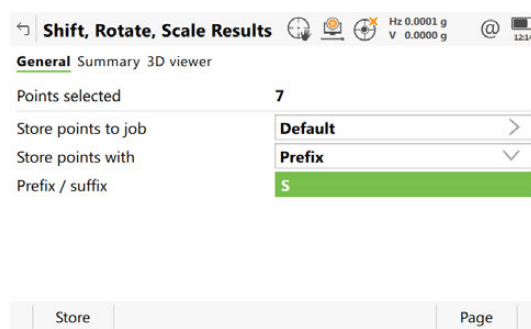 Shift, Rotate, Scale Results Hz 0.0001 g
V 0.0000 g @
General Summary 3D viewer
Points selected 7
Store points to job Default
Store points with Prefix
Prefix / suffix S
Store Page